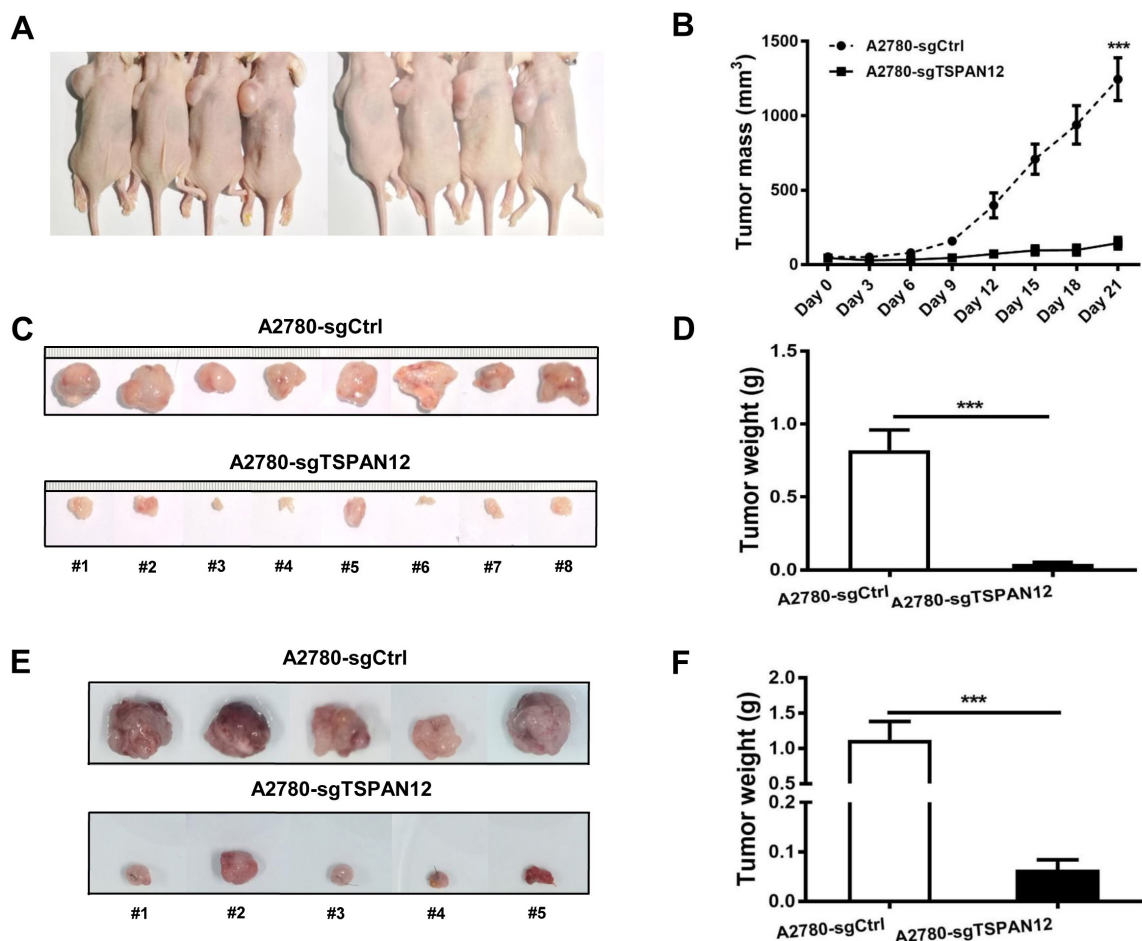 A
B
Tumor mass (mm³)
1500
1000
500
0
A2780-sgCtrl
A2780-sgTSPAN12
***
Day 0
Day 3
Day 6
Day 9
Day 12
Day 15
Day 18
Day 21
C
A2780-sgCtrl
A2780-sgTSPAN12
#1 #2 #3 #4 #5 #6 #7 #8
D
Tumor weight (g)
1.5
1.0
0.5
0.0
***
A2780-sgCtrl
A2780-sgTSPAN12
E
A2780-sgCtrl
A2780-sgTSPAN12
#1 #2 #3 #4 #5
F
Tumor weight (g)
2.0
1.5
1.0
0.5
0.2
0.1
0.0
***
A2780-sgCtrl
A2780-sgTSPAN12